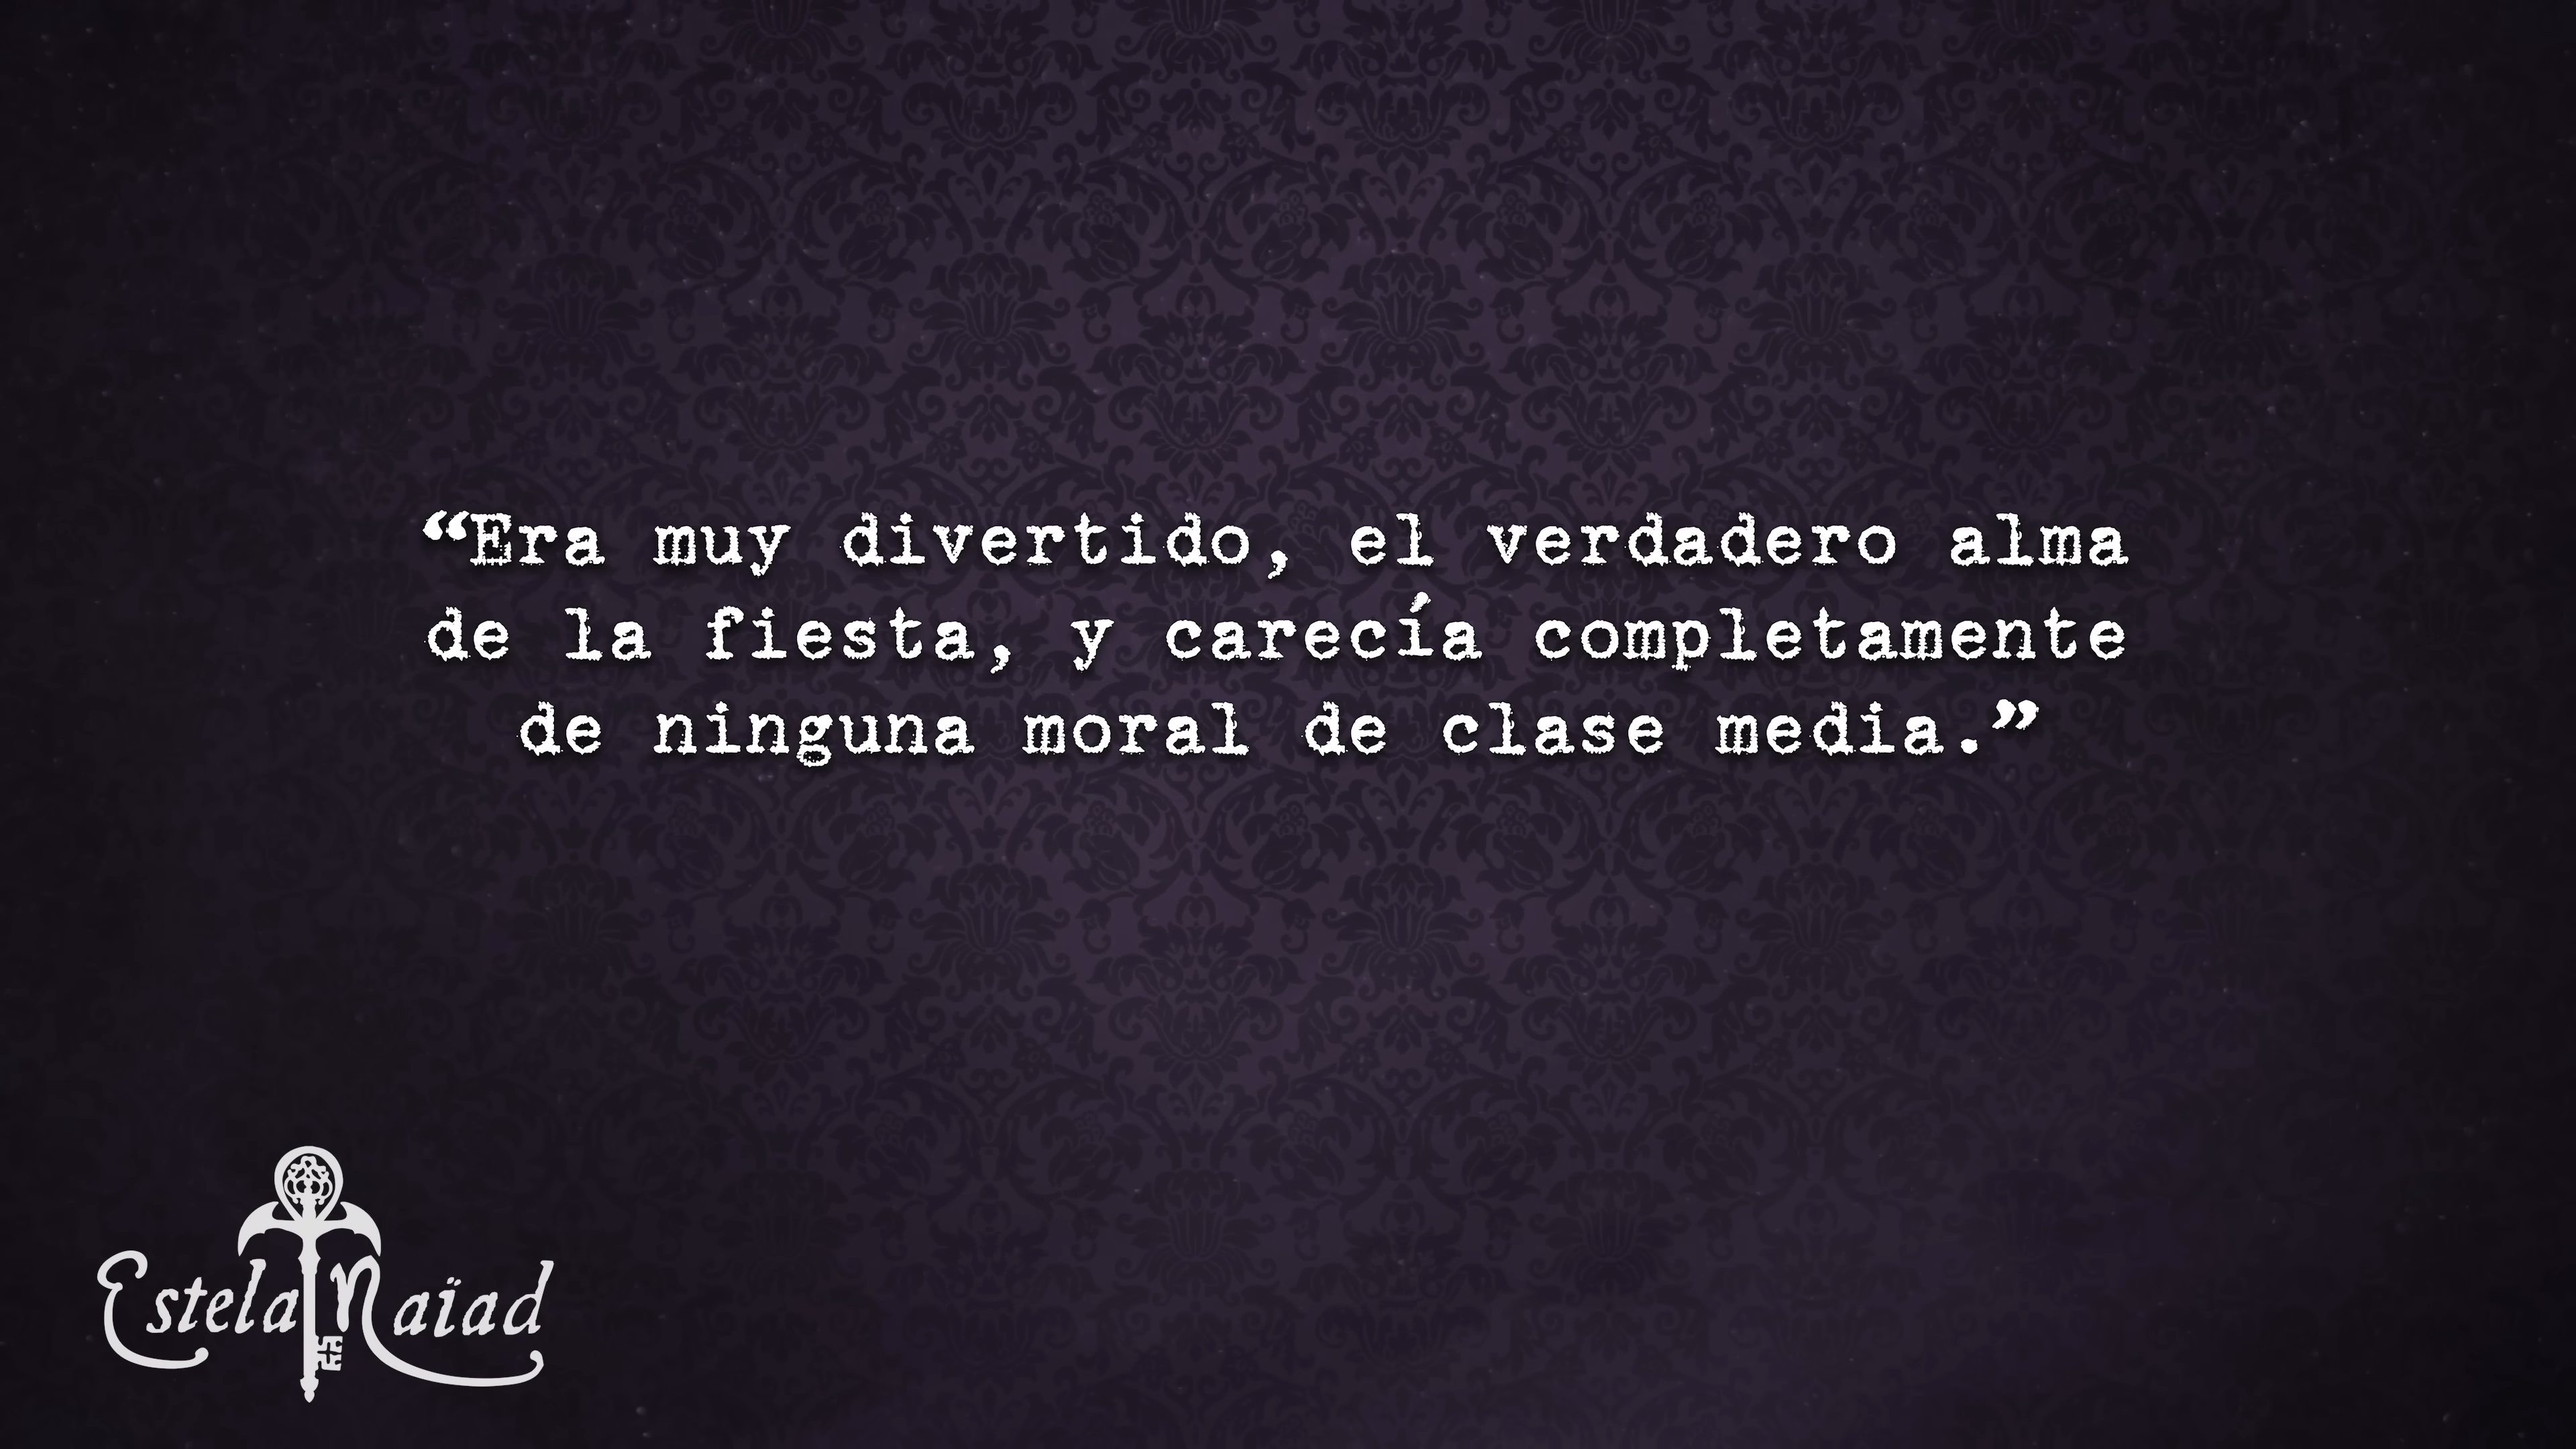 “Era muy divertido, el verdadero alma
de la fiesta, y carecía completamente
de ninguna moral de clase media.”
Estela Naïad